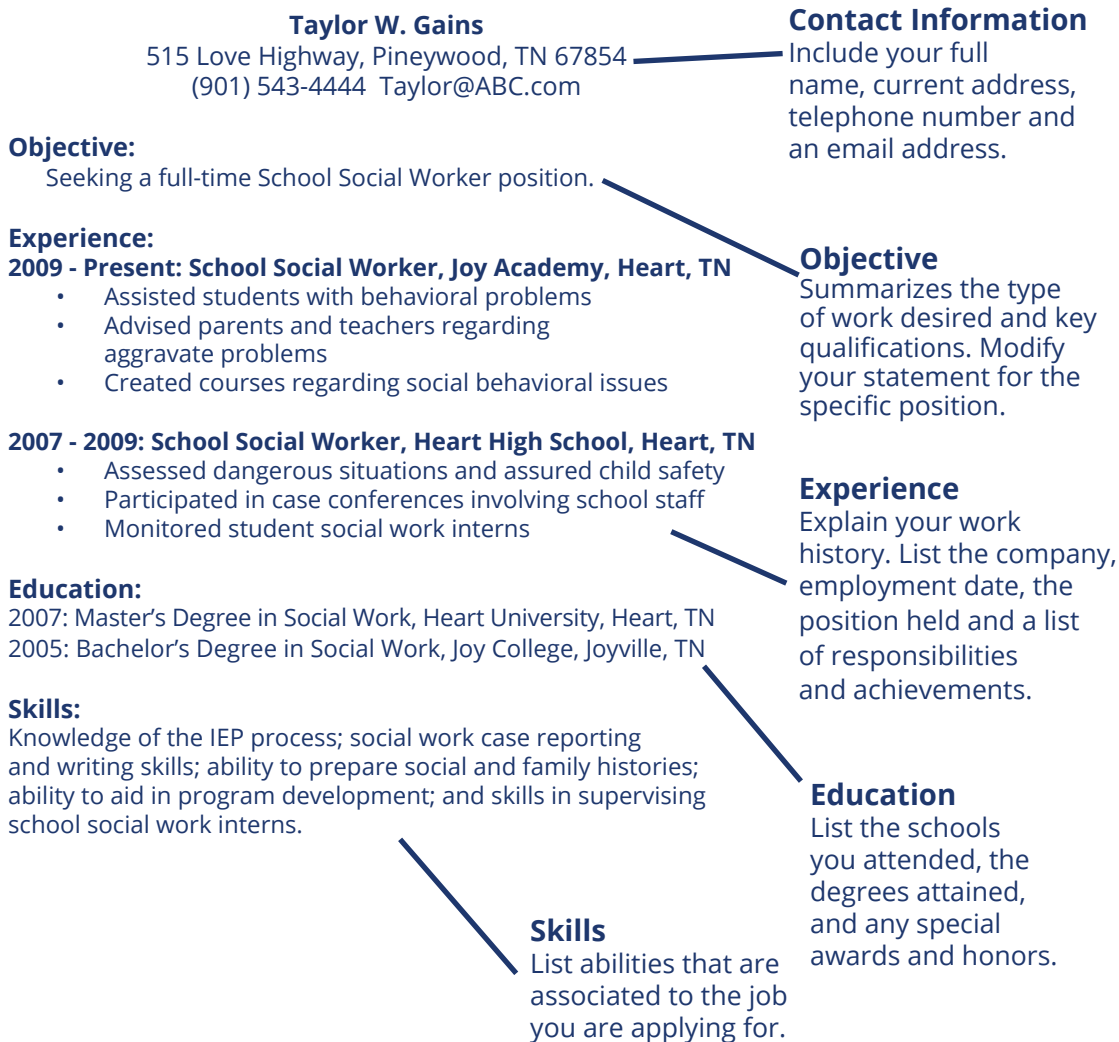 Taylor W. Gains
515 Love Highway, Pineywood, TN 67854
(901) 543-4444 Taylor@ABC.com
Contact Information
Include your full
name, current address,
telephone number and
an email address.
Objective:
Seeking a full-time School Social Worker position.
Objective
Summarizes the type
of work desired and key
qualifications. Modify
your statement for the
specific position.
Experience:
2009 - Present: School Social Worker, Joy Academy, Heart, TN
• Assisted students with behavioral problems
• Advised parents and teachers regarding
aggravate problems
• Created courses regarding social behavioral issues
2007 - 2009: School Social Worker, Heart High School, Heart, TN
• Assessed dangerous situations and assured child safety
• Participated in case conferences involving school staff
• Monitored student social work interns
Experience
Explain your work
history. List the company,
employment date, the
position held and a list
of responsibilities
and achievements.
Education:
2007: Master's Degree in Social Work, Heart University, Heart, TN
2005: Bachelor's Degree in Social Work, Joy College, Joyville, TN
Education
List the schools
you attended, the
degrees attained,
and any special
awards and honors.
Skills:
Knowledge of the IEP process; social work case reporting
and writing skills; ability to prepare social and family histories;
ability to aid in program development; and skills in supervising
school social work interns.
Skills
List abilities that are
associated to the job
you are applying for.